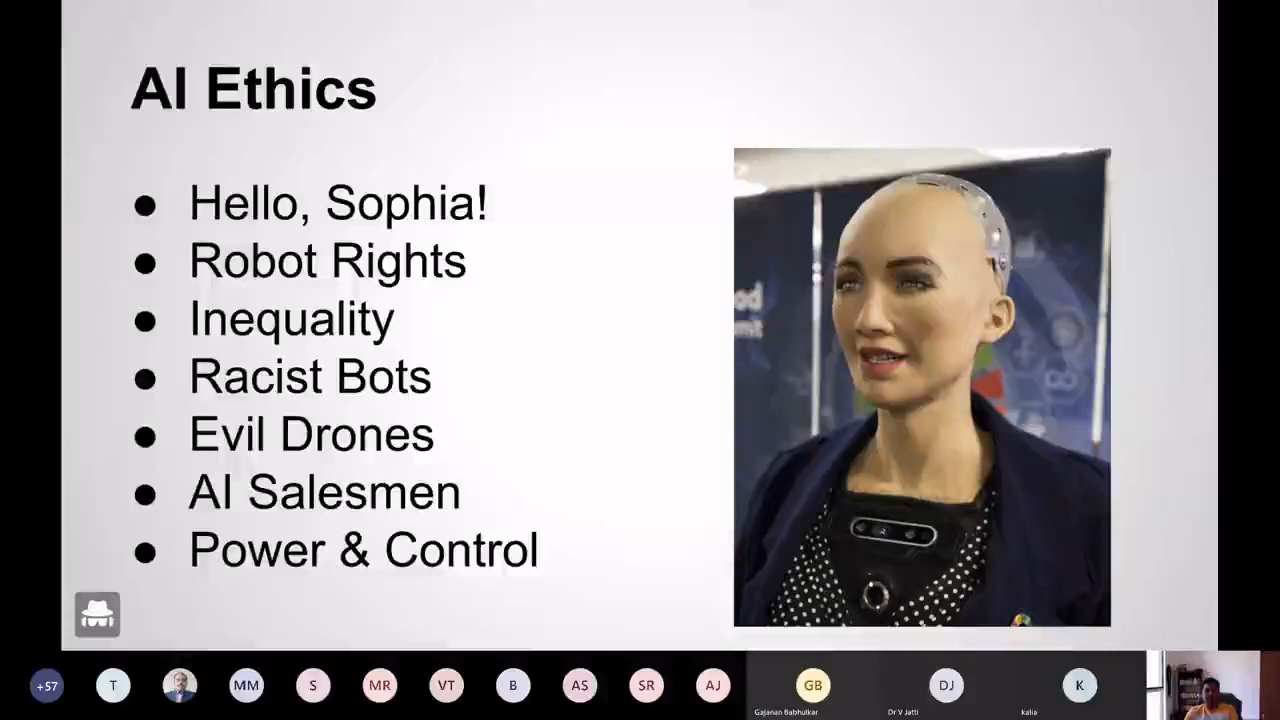 AI Ethics
● Hello, Sophia!
● Robot Rights
● Inequality
● Racist Bots
● Evil Drones
● AI Salesmen
● Power & Control
+57
T
MM
S
MR
VT
B
AS
SR
AJ
GB
DJ
K
Gajanan Babhulkar
Dr V Jatti
kalia